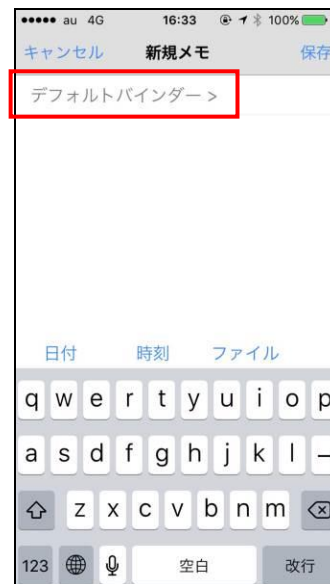 au 4G 16:33 100%
キャンセル 新規メモ 保存
デフォルトバインダー >
日付 時刻 ファイル
q w e r t y u i o p
a s d f g h j k l –
z x c v b n m
123 空白 改行